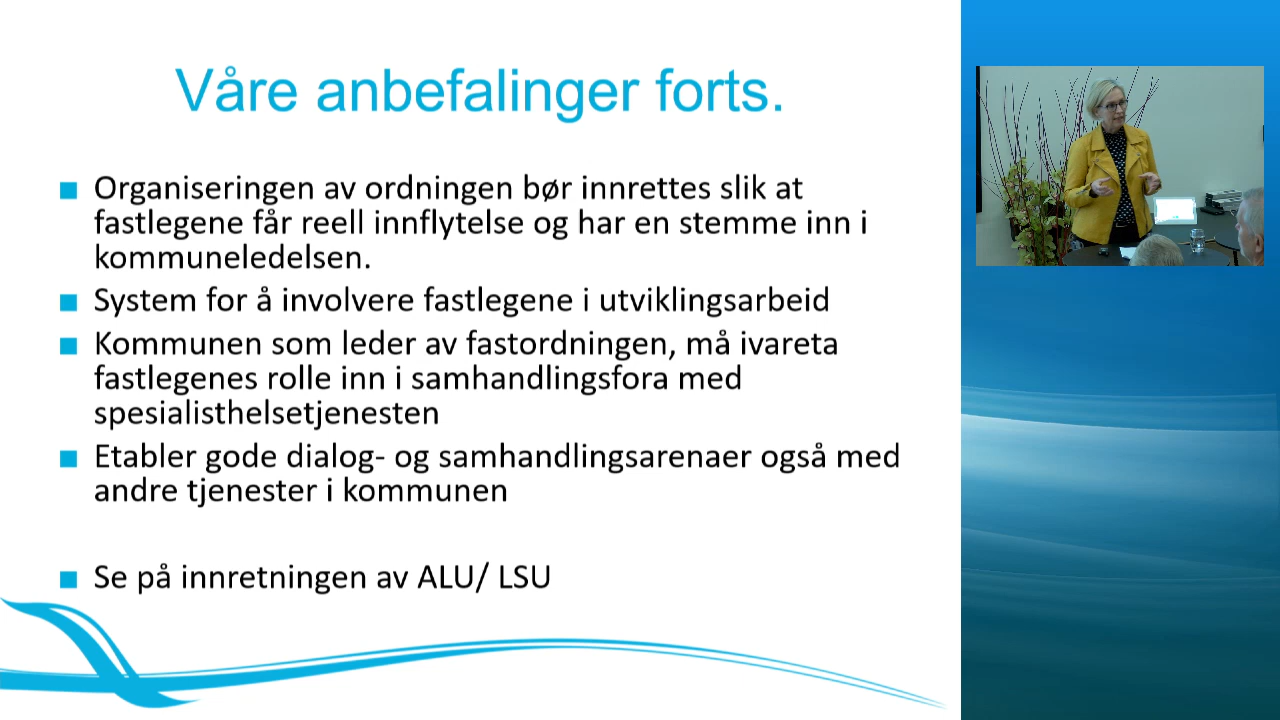 Våre anbefalinger forts.
Organiseringen av ordningen bør innrettes slik at
fastlegene får reell innflytelse og har en stemme inn i
kommuneledelsen.
System for å involvere fastlegene i utviklingsarbeid
Kommunen som leder av fastordningen, må ivareta
fastlegenes rolle inn i samhandlingsfora med
spesialisthelsetjenesten
Etabler gode dialog- og samhandlingsarenaer også med
andre tjenester i kommunen
Se på innretningen av ALU/ LSU